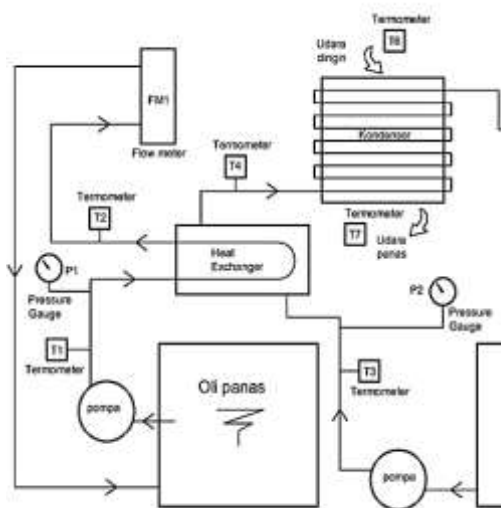 Termometer
T6
Udara
dingin
FM1
Flow meter
Kondenser
Termometer
T4
Termometer
T2
Termometer
T7
Udara
panas
Heat
Exchanger
P1
Pressure
Gauge
P2
Pressure
Gauge
T1
Termometer
Oli panas
T3
Termometer
pompa
pompa